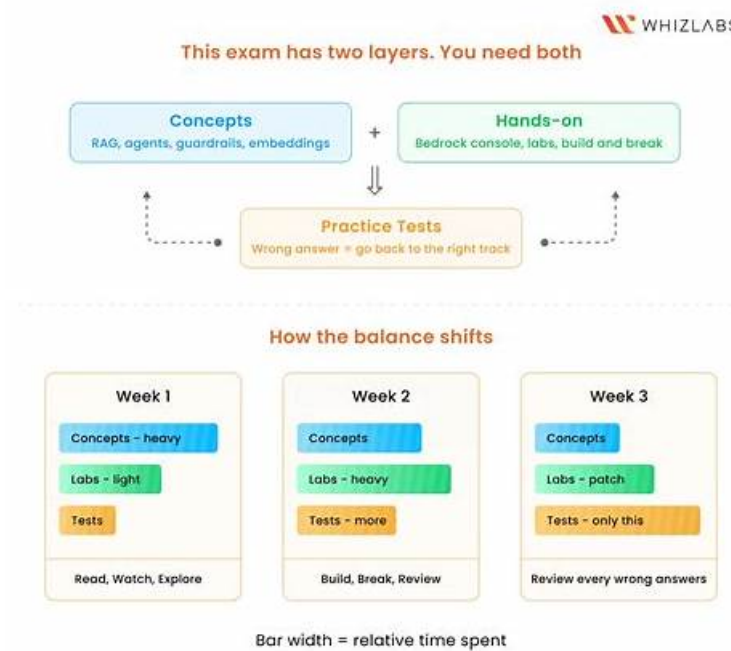 WHIZLABS
This exam has two layers. You need both
Concepts
RAG, agents, guardrails, embeddings
+
Hands-on
Bedrock console, labs, build and break
Practice Tests
Wrong answer = go back to the right track
How the balance shifts
Week 1
Concepts - heavy
Labs - light
Tests
Read, Watch, Explore
Week 2
Concepts
Labs - heavy
Tests - more
Build, Break, Review
Week 3
Concepts
Labs - patch
Tests - only this
Review every wrong answers
Bar width = relative time spent